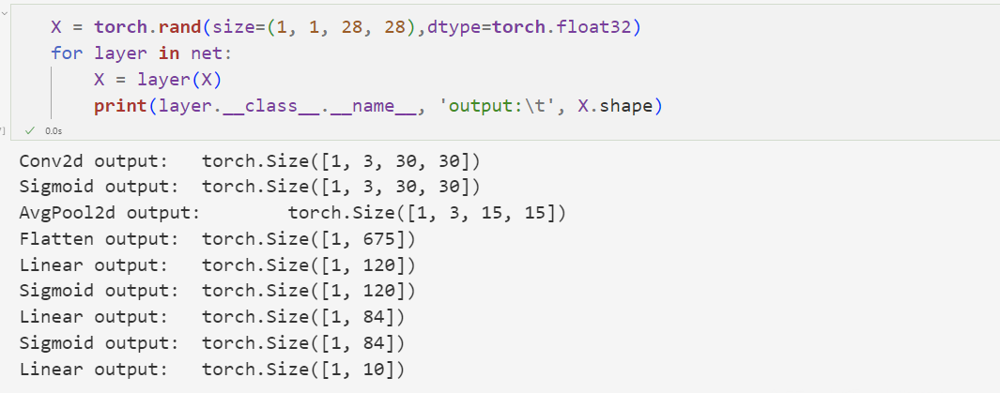 X = torch.rand(size=(1, 1, 28, 28),dtype=torch.float32)
for layer in net:
    X = layer(X)
    print(layer.__class__.__name__, 'output:\t', X.shape)
0.0s
Conv2d output:   torch.Size([1, 3, 30, 30])
Sigmoid output:  torch.Size([1, 3, 30, 30])
AvgPool2d output:        torch.Size([1, 3, 15, 15])
Flatten output:  torch.Size([1, 675])
Linear output:   torch.Size([1, 120])
Sigmoid output:  torch.Size([1, 120])
Linear output:   torch.Size([1, 84])
Sigmoid output:  torch.Size([1, 84])
Linear output:   torch.Size([1, 10])